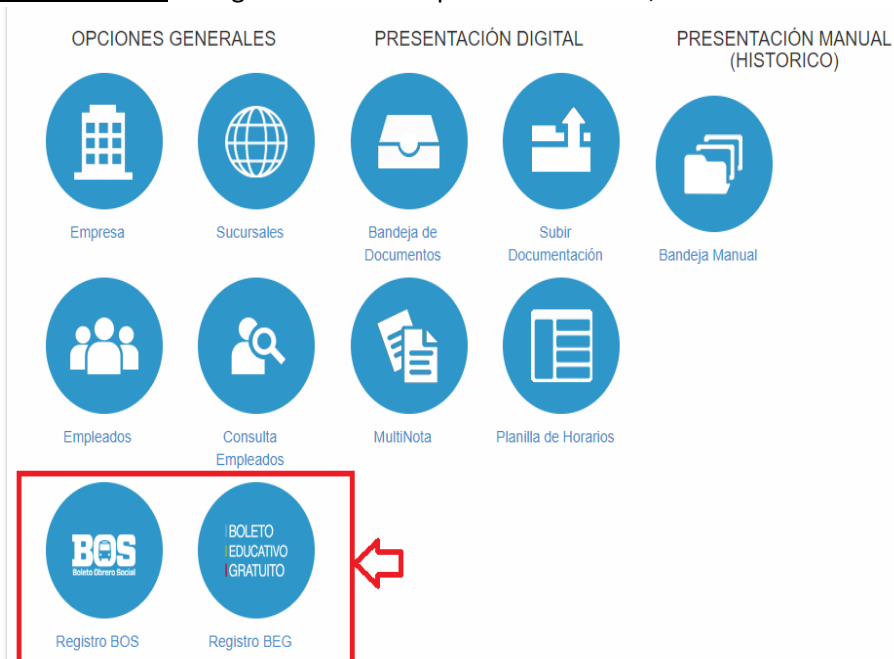 OPCIONES GENERALES
PRESENTACIÓN DIGITAL
PRESENTACIÓN MANUAL
(HISTORICO)
Empresa
Sucursales
Bandeja de
Documentos
Subir
Documentación
Bandeja Manual
Empleados
Consulta
Empleados
MultiNota
Planilla de Horarios
BOS
Boleto Obrero Social
BOLETO
EDUCATIVO
GRATUITO
Registro BOS
Registro BEG